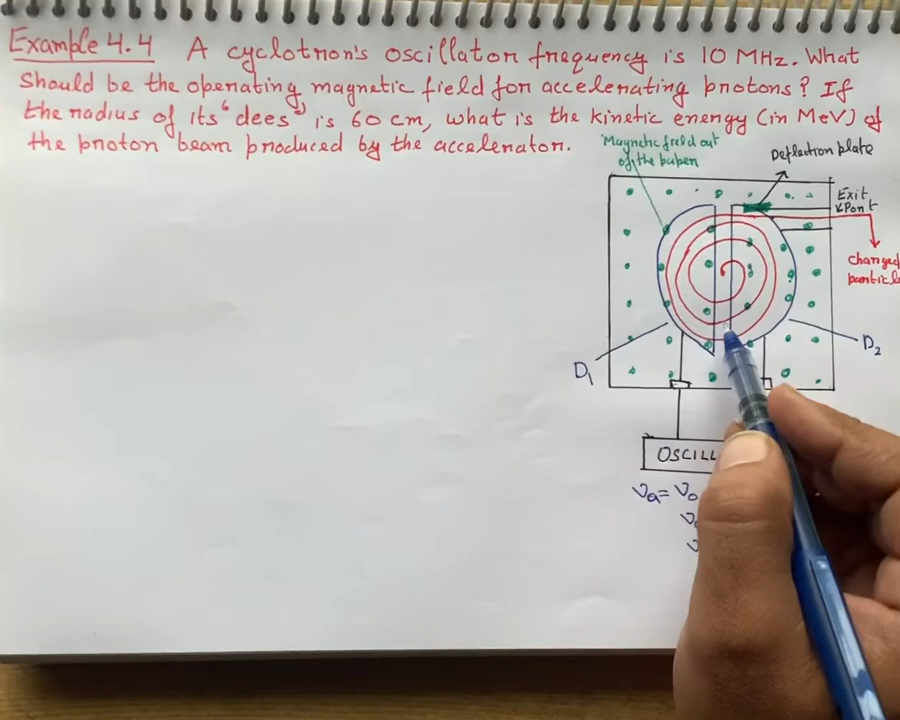 Example 4.4 A cyclotron's oscillator frequency is 10 MHz. What
should be the operating magnetic field for accelerating protons? If
the radius of its "dees" is 60 cm, what is the kinetic energy (in MeV) of
the proton beam produced by the accelerator.
Magnetic field out
of the paper
Deflection plate
Exit
Port
Charged
particle
D₁
D₂
OSCILL
νa = ν₀